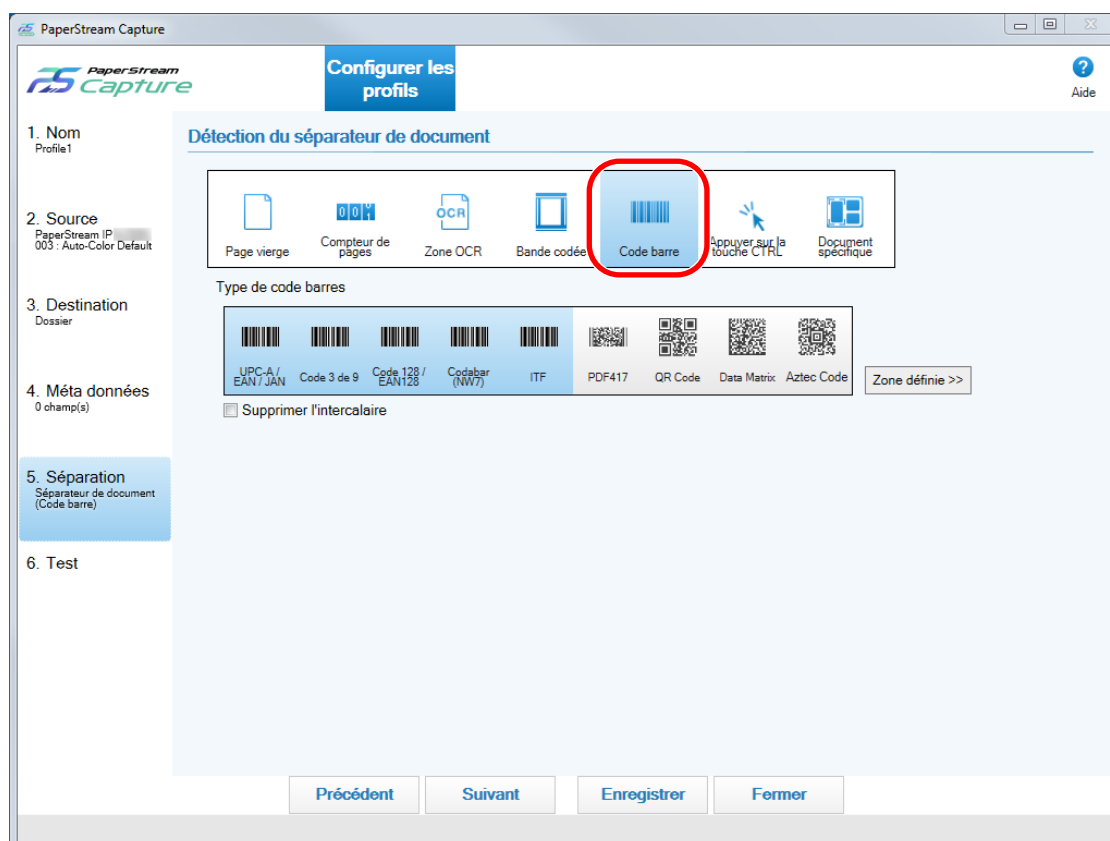 PaperStream Capture
PaperStream
Capture
Configurer les
profils
Aide
1. Nom
Profile1
2. Source
PaperStream IP
003 : Auto-Color Default
3. Destination
Dossier
4. Méta données
0 champ(s)
5. Séparation
Séparateur de document
(Code barre)
6. Test
Détection du séparateur de document
Page vierge
Compteur de
pages
OCR
Zone OCR
Bande codée
Code barre
Appuyer sur la
touche CTRL
Document
spécifique
Type de code barres
UPC-A /
EAN / JAN
Code 3 de 9
Code 128 /
EAN128
Codabar
(NW7)
ITF
PDF417
QR Code
Data Matrix
Aztec Code
Zone définie >>
Supprimer l'intercalaire
Précédent
Suivant
Enregistrer
Fermer